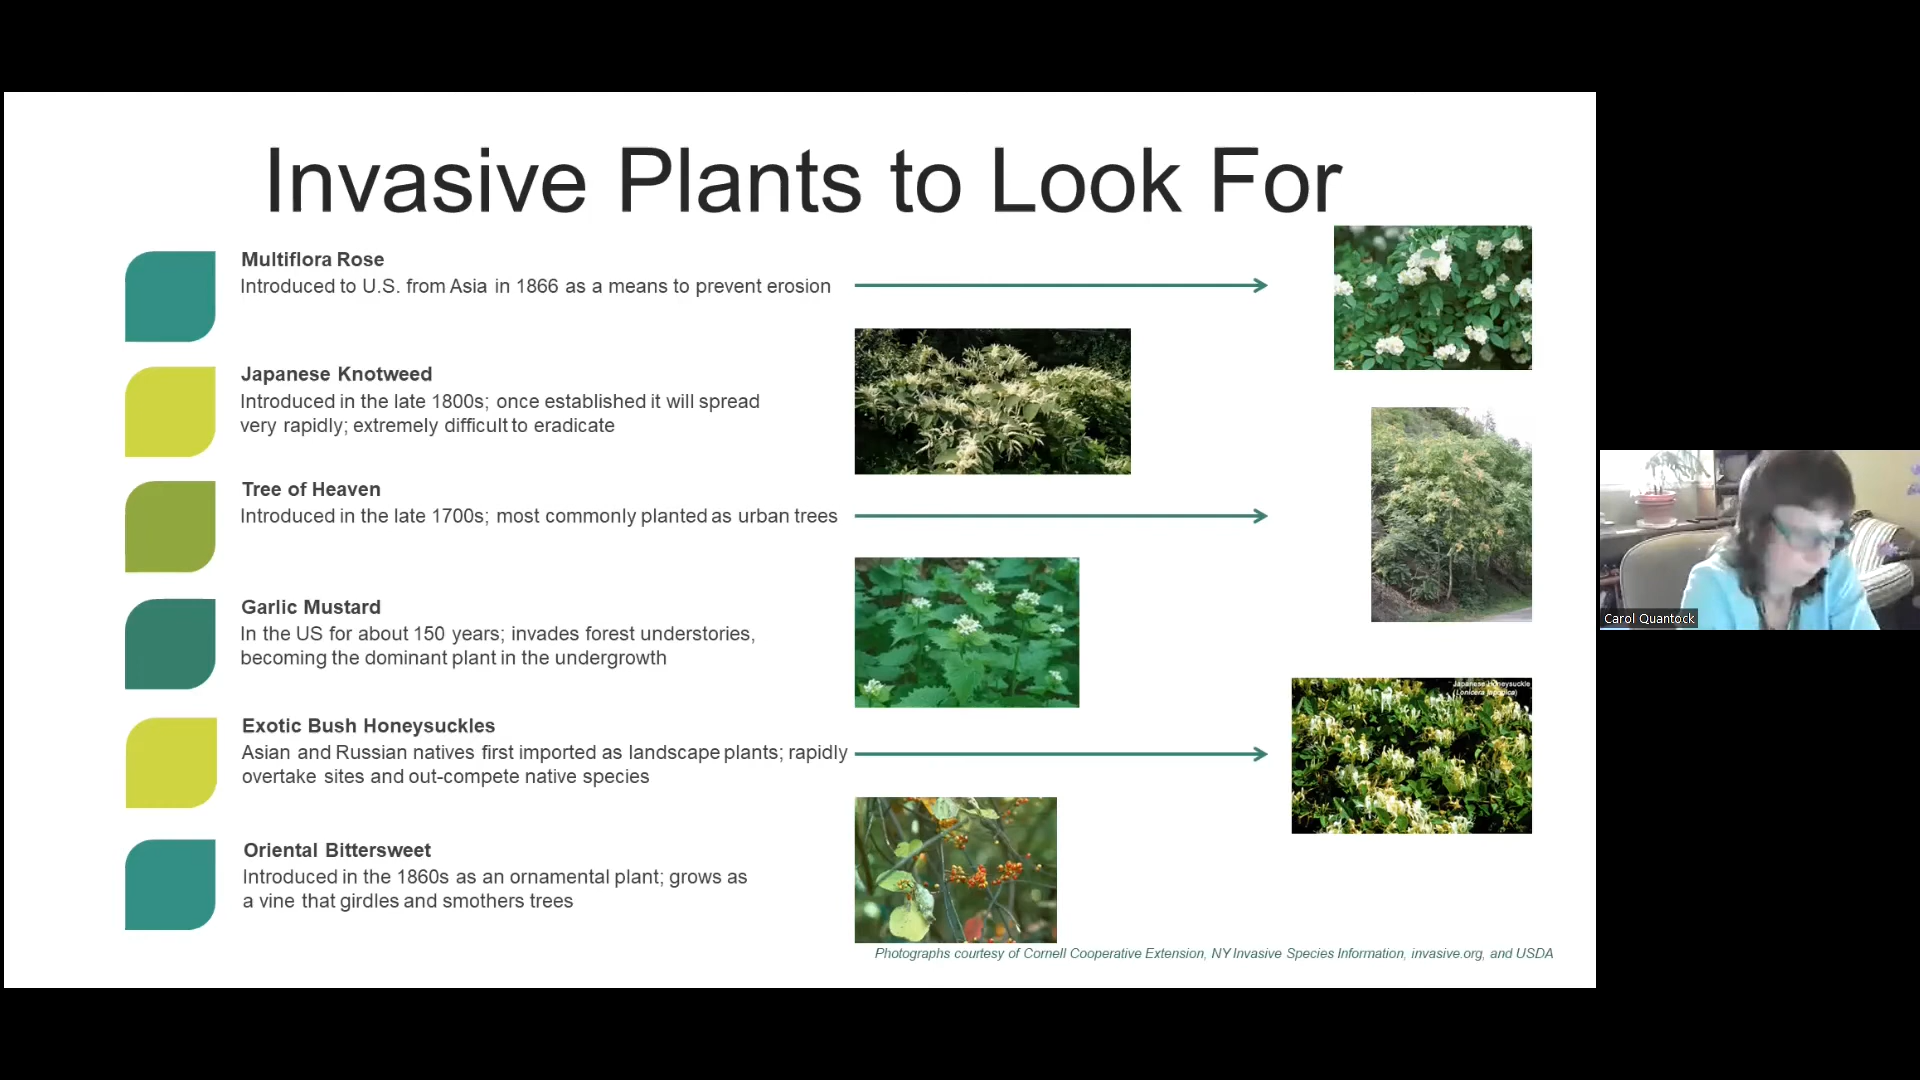 Invasive Plants to Look For
Multiflora Rose
Introduced to U.S. from Asia in 1866 as a means to prevent erosion
Japanese Knotweed
Introduced in the late 1800s; once established it will spread
very rapidly; extremely difficult to eradicate
Tree of Heaven
Introduced in the late 1700s; most commonly planted as urban trees
Garlic Mustard
In the US for about 150 years; invades forest understories,
becoming the dominant plant in the undergrowth
Exotic Bush Honeysuckles
Asian and Russian natives first imported as landscape plants; rapidly
overtake sites and out-compete native species
Japanese Honeysuckle
(Lonicera japonica)
Oriental Bittersweet
Introduced in the 1860s as an ornamental plant; grows as
a vine that girdles and smothers trees
Photographs courtesy of Cornell Cooperative Extension, NY Invasive Species Information, invasive.org, and USDA
Carol Quantock